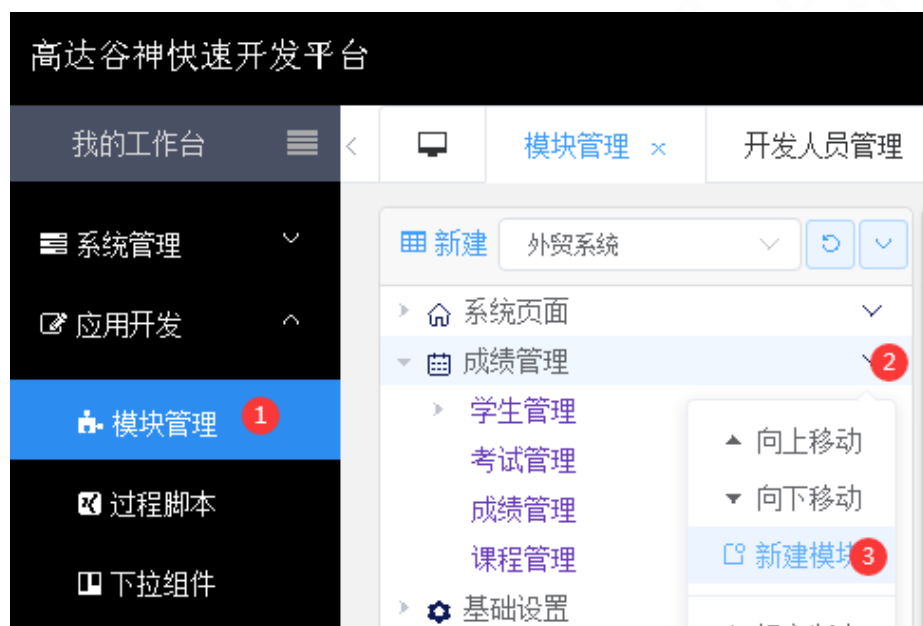 高达谷神快速开发平台
我的工作台
模块管理 ×
开发人员管理
系统管理
新建
外贸系统
应用开发
系统页面
成绩管理
2
模块管理
1
学生管理
向上移动
考试管理
过程脚本
成绩管理
向下移动
课程管理
新建模块
3
下拉组件
基础设置